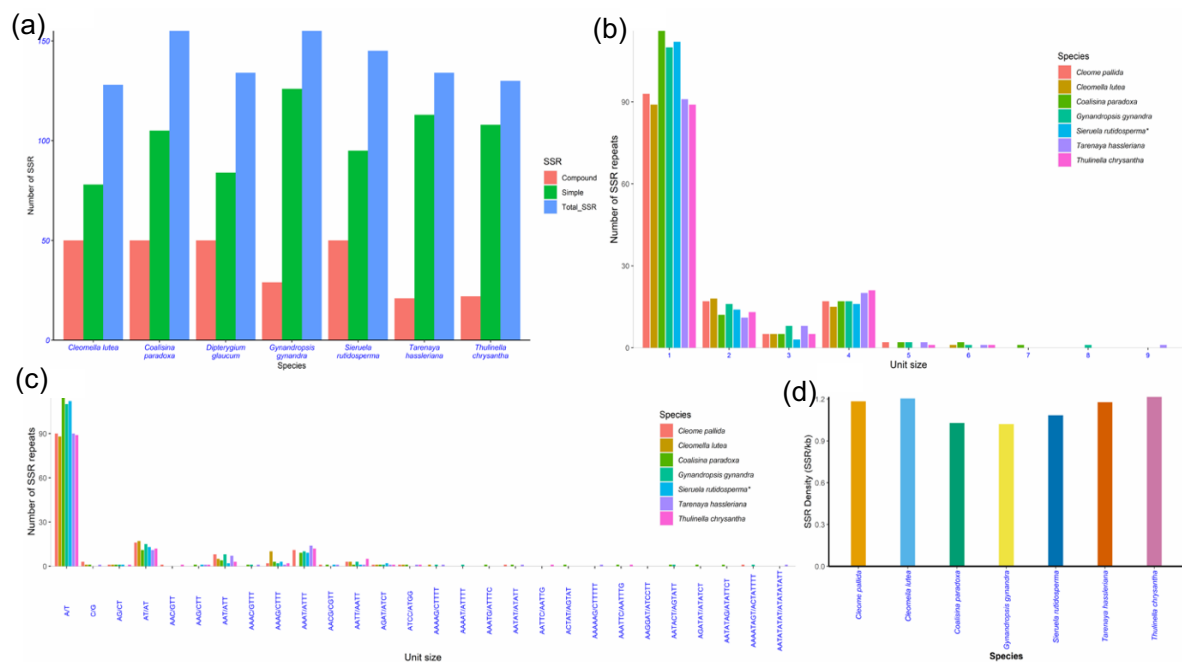 (a)
150
100
50
0
Number of SSR
Cleomella lutea
Coalisina
paradoxa
Dipterygium
glaucum
Gynandropsis
gynandra
Sieruela
rutidosperma
Tarenaya
hassleriana
Thulinella
chrysantha
Species
SSR
Compound
Simple
Total_SSR
(b)
90
60
30
0
Number of SSR repeats
1 2 3 4 5 6 7 8 9
Unit size
Species
Cleome pallida
Cleomella lutea
Coalisina paradoxa
Gynandropsis gynandra
Sieruela rutidosperma*
Tarenaya hassleriana
Thulinella chrysantha
(c)
90
60
30
0
Number of SSR repeats
A/T
C/G
AG/CT
AT/AT
AAC/GTT
AAG/CTT
AAT/ATT
AAAC/GTTT
AAAG/CTTT
AAAT/ATTT
AACG/CGTT
AATT/AATT
AGAT/ATCT
ATCC/ATGG
AAAAG/CTTTT
AAAAT/ATTTT
AAATG/ATTTC
AATAT/ATATT
AATTC/AATTG
ACTAT/AGTAT
AAAAAG/CTTTTT
AAATTC/AATTTG
AAGGAT/ATCCTT
AATACT/AGTATT
AGATAT/ATATCT
AATATAG/ATATTCT
AAAATAGT/ACTATTTT
AATATATAT/ATATATATT
Unit size
Species
Cleome pallida
Cleomella lutea
Coalisina paradoxa
Gynandropsis gynandra
Sieruela rutidosperma*
Tarenaya hassleriana
Thulinella chrysantha
(d)
1.2
0.9
0.6
0.3
0.0
SSR Density (SSR/kb)
Cleome pallida
Cleomella lutea
Coalisina paradoxa
Gynandropsis gynandra
Sieruela rutidosperma
Tarenaya hassleriana
Thulinella chrysantha
Species